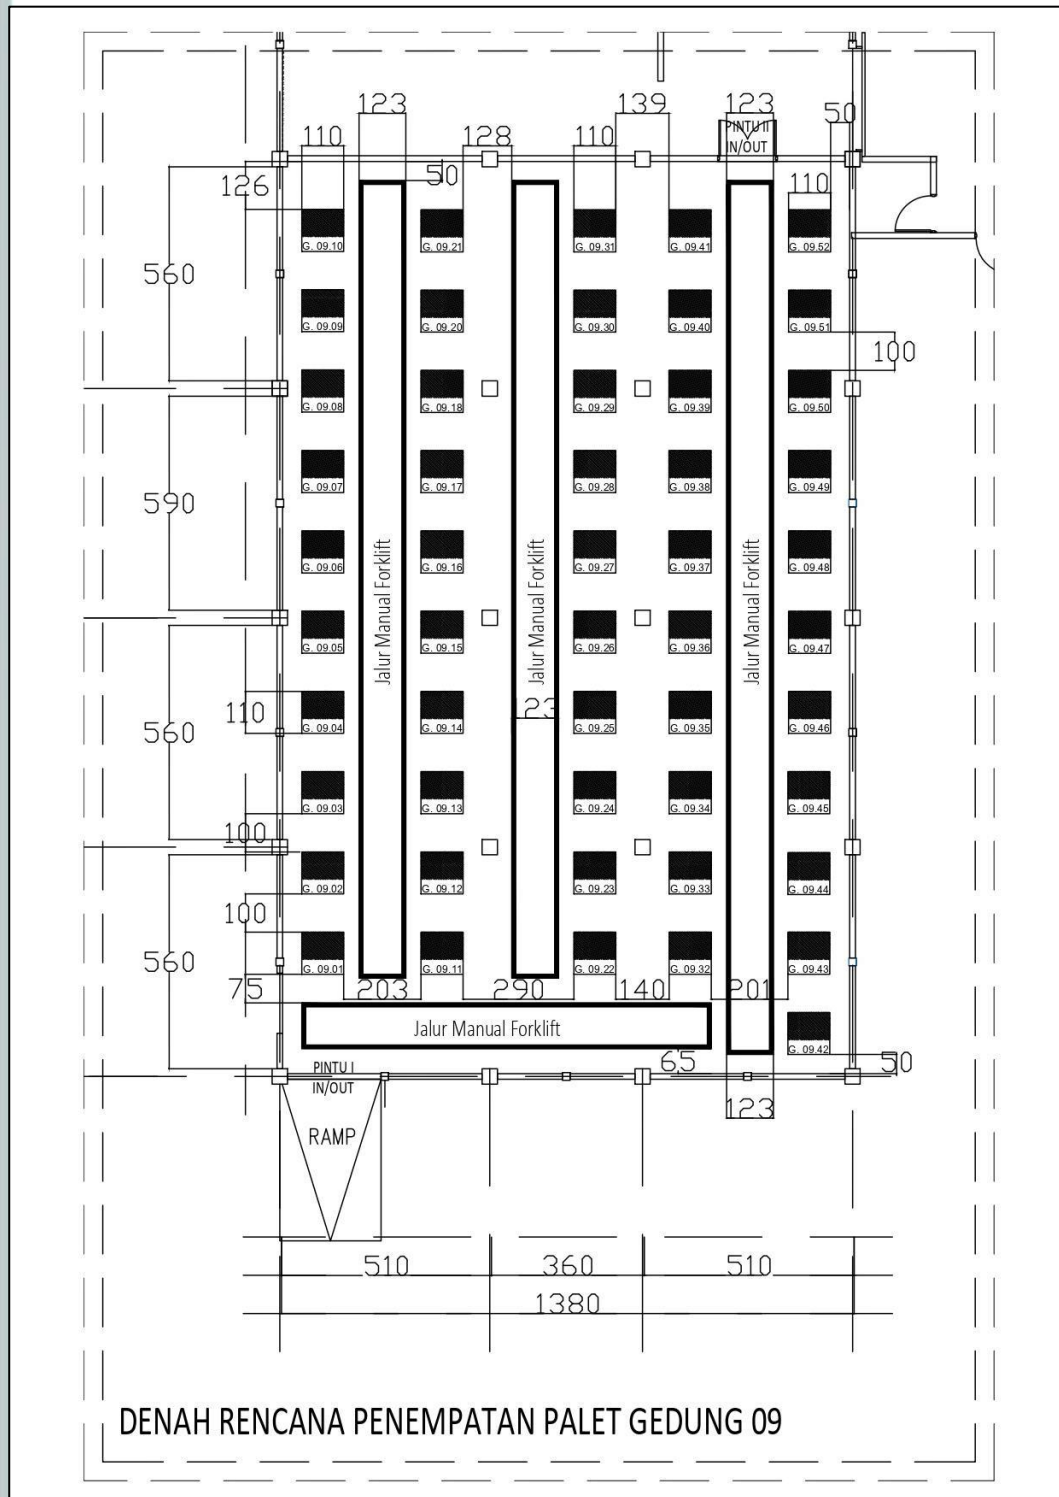 123
139
123
50
110
128
110
PINTU II
IN/OUT
126
50
110
560
G. 09.10
G. 09.21
G. 09.31
G. 09.41
G. 09.52
G. 09.09
G. 09.20
G. 09.30
G. 09.40
G. 09.51
100
G. 09.08
G. 09.18
G. 09.29
G. 09.39
G. 09.50
590
G. 09.07
G. 09.17
G. 09.28
G. 09.38
G. 09.49
G. 09.06
G. 09.16
G. 09.27
G. 09.37
G. 09.48
Jalur Manual Forklift
Jalur Manual Forklift
Jalur Manual Forklift
G. 09.05
G. 09.15
G. 09.26
G. 09.36
G. 09.47
110
123
560
G. 09.04
G. 09.14
G. 09.25
G. 09.35
G. 09.46
G. 09.03
G. 09.13
G. 09.24
G. 09.34
G. 09.45
100
G. 09.02
G. 09.12
G. 09.23
G. 09.33
G. 09.44
100
560
G. 09.01
G. 09.11
G. 09.22
G. 09.32
G. 09.43
75
203
290
140
201
Jalur Manual Forklift
G. 09.42
65
50
PINTU I
IN/OUT
123
RAMP
510
360
510
1380
DENAH RENCANA PENEMPATAN PALET GEDUNG 09